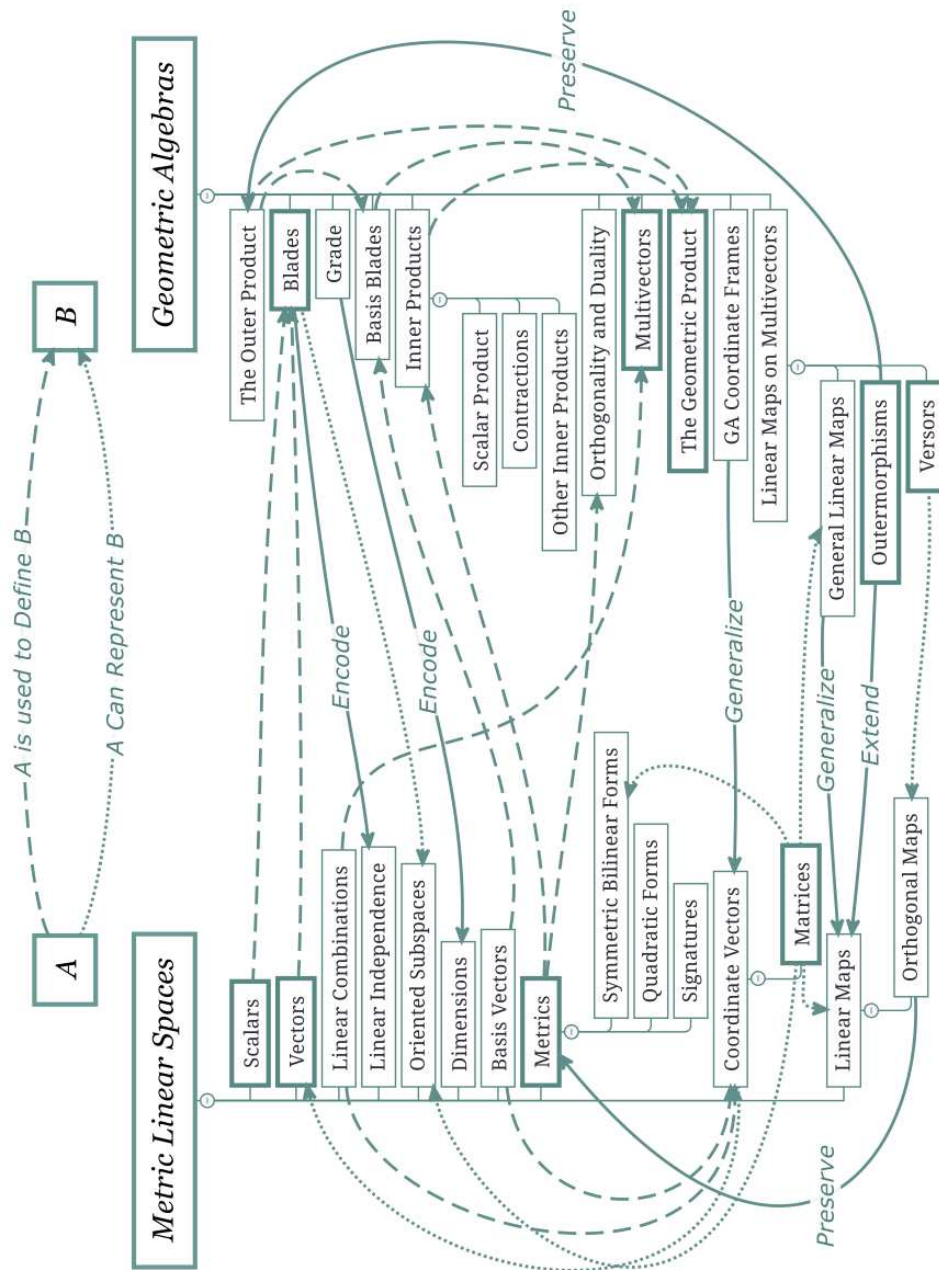 A
B
A is used to Define B
A Can Represent B
Metric Linear Spaces
Geometric Algebras
Scalars
Vectors
Linear Combinations
Linear Independence
Oriented Subspaces
Dimensions
Basis Vectors
Metrics
Symmetric Bilinear Forms
Quadratic Forms
Signatures
Coordinate Vectors
Matrices
Linear Maps
Orthogonal Maps
The Outer Product
Blades
Grade
Basis Blades
Inner Products
Scalar Product
Contractions
Other Inner Products
Orthogonality and Duality
Multivectors
The Geometric Product
GA Coordinate Frames
Linear Maps on Multivectors
General Linear Maps
Outermorphisms
Versors
Encode
Encode
Generalize
Generalize
Extend
Preserve
Preserve